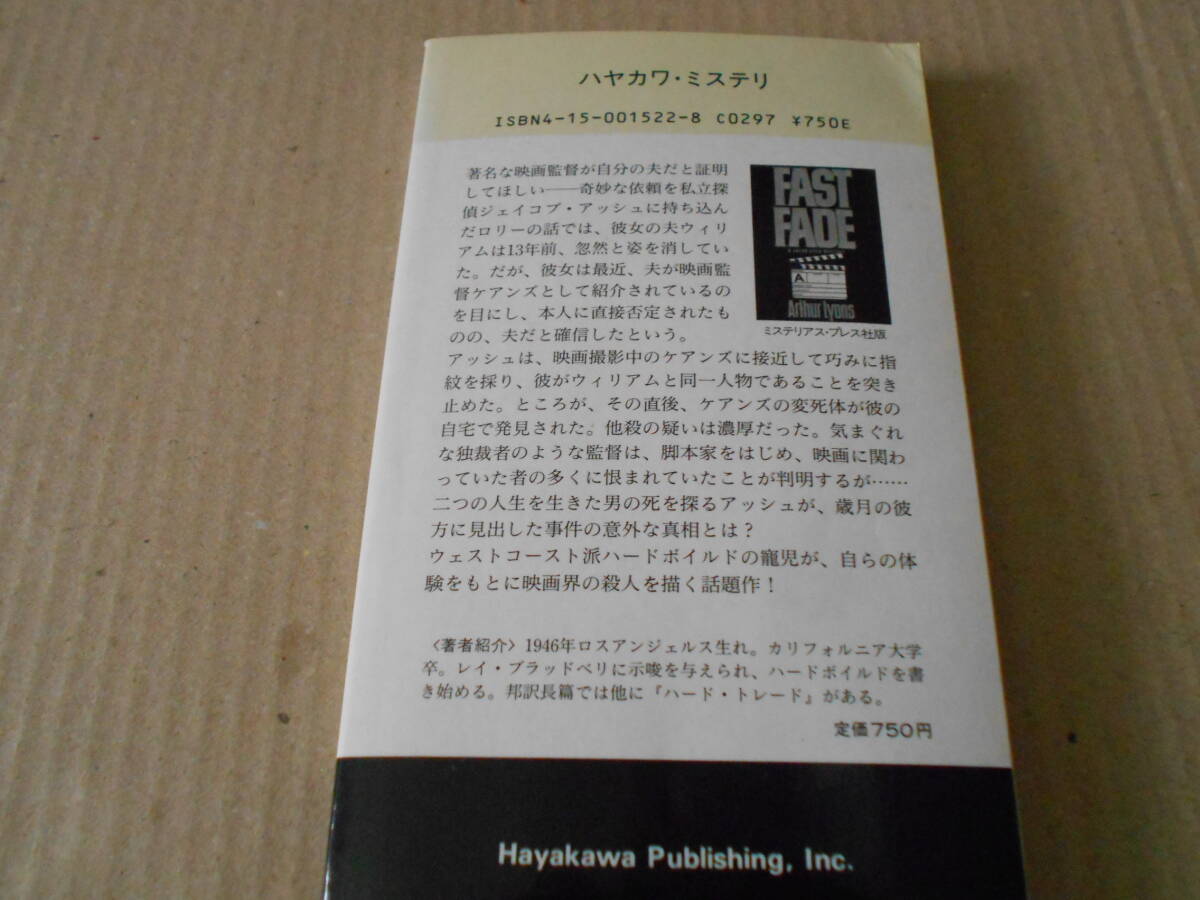 ハヤカワ・ミステリ
ISBN4-15-001522-8 C0297 ¥750E
著名な映画監督が自分の夫だと証明
してほしい――奇妙な依頼を私立探
偵ジェイコブ・アッシュに持ち込ん
だロリーの話では、彼女の夫ウィリ
アムは13年前、忽然と姿を消してい
た。だが、彼女は最近、夫が映画監
督ケアンズとして紹介されているの
を目にし、本人に直接否定されたも
のの、夫だと確信したという。
アッシュは、映画撮影中のケアンズに接近して巧みに指
紋を採り、彼がウィリアムと同一人物であることを突き
止めた。ところが、その直後、ケアンズの変死体が彼の
自宅で発見された。他殺の疑いは濃厚だった。気まぐれ
な独裁者のような監督は、脚本家をはじめ、映画に関わ
っていた者の多くに恨まれていたことが判明するが……
二つの人生を生きた男の死を探るアッシュが、歳月の彼
方に見出した事件の意外な真相とは？
ウェストコースト派ハードボイルドの寵児が、自らの体
験をもとに映画界の殺人を描く話題作！
FAST
FADE
Arthur Lyons
ミステリアス・プレス社版
〈著者紹介〉1946年ロスアンジェルス生れ。カリフォルニア大学
卒。レイ・ブラッドベリに示唆を与えられ、ハードボイルドを書
き始める。邦訳長篇では他に『ハード・トレード』がある。
定価750円
Hayakawa Publishing, Inc.